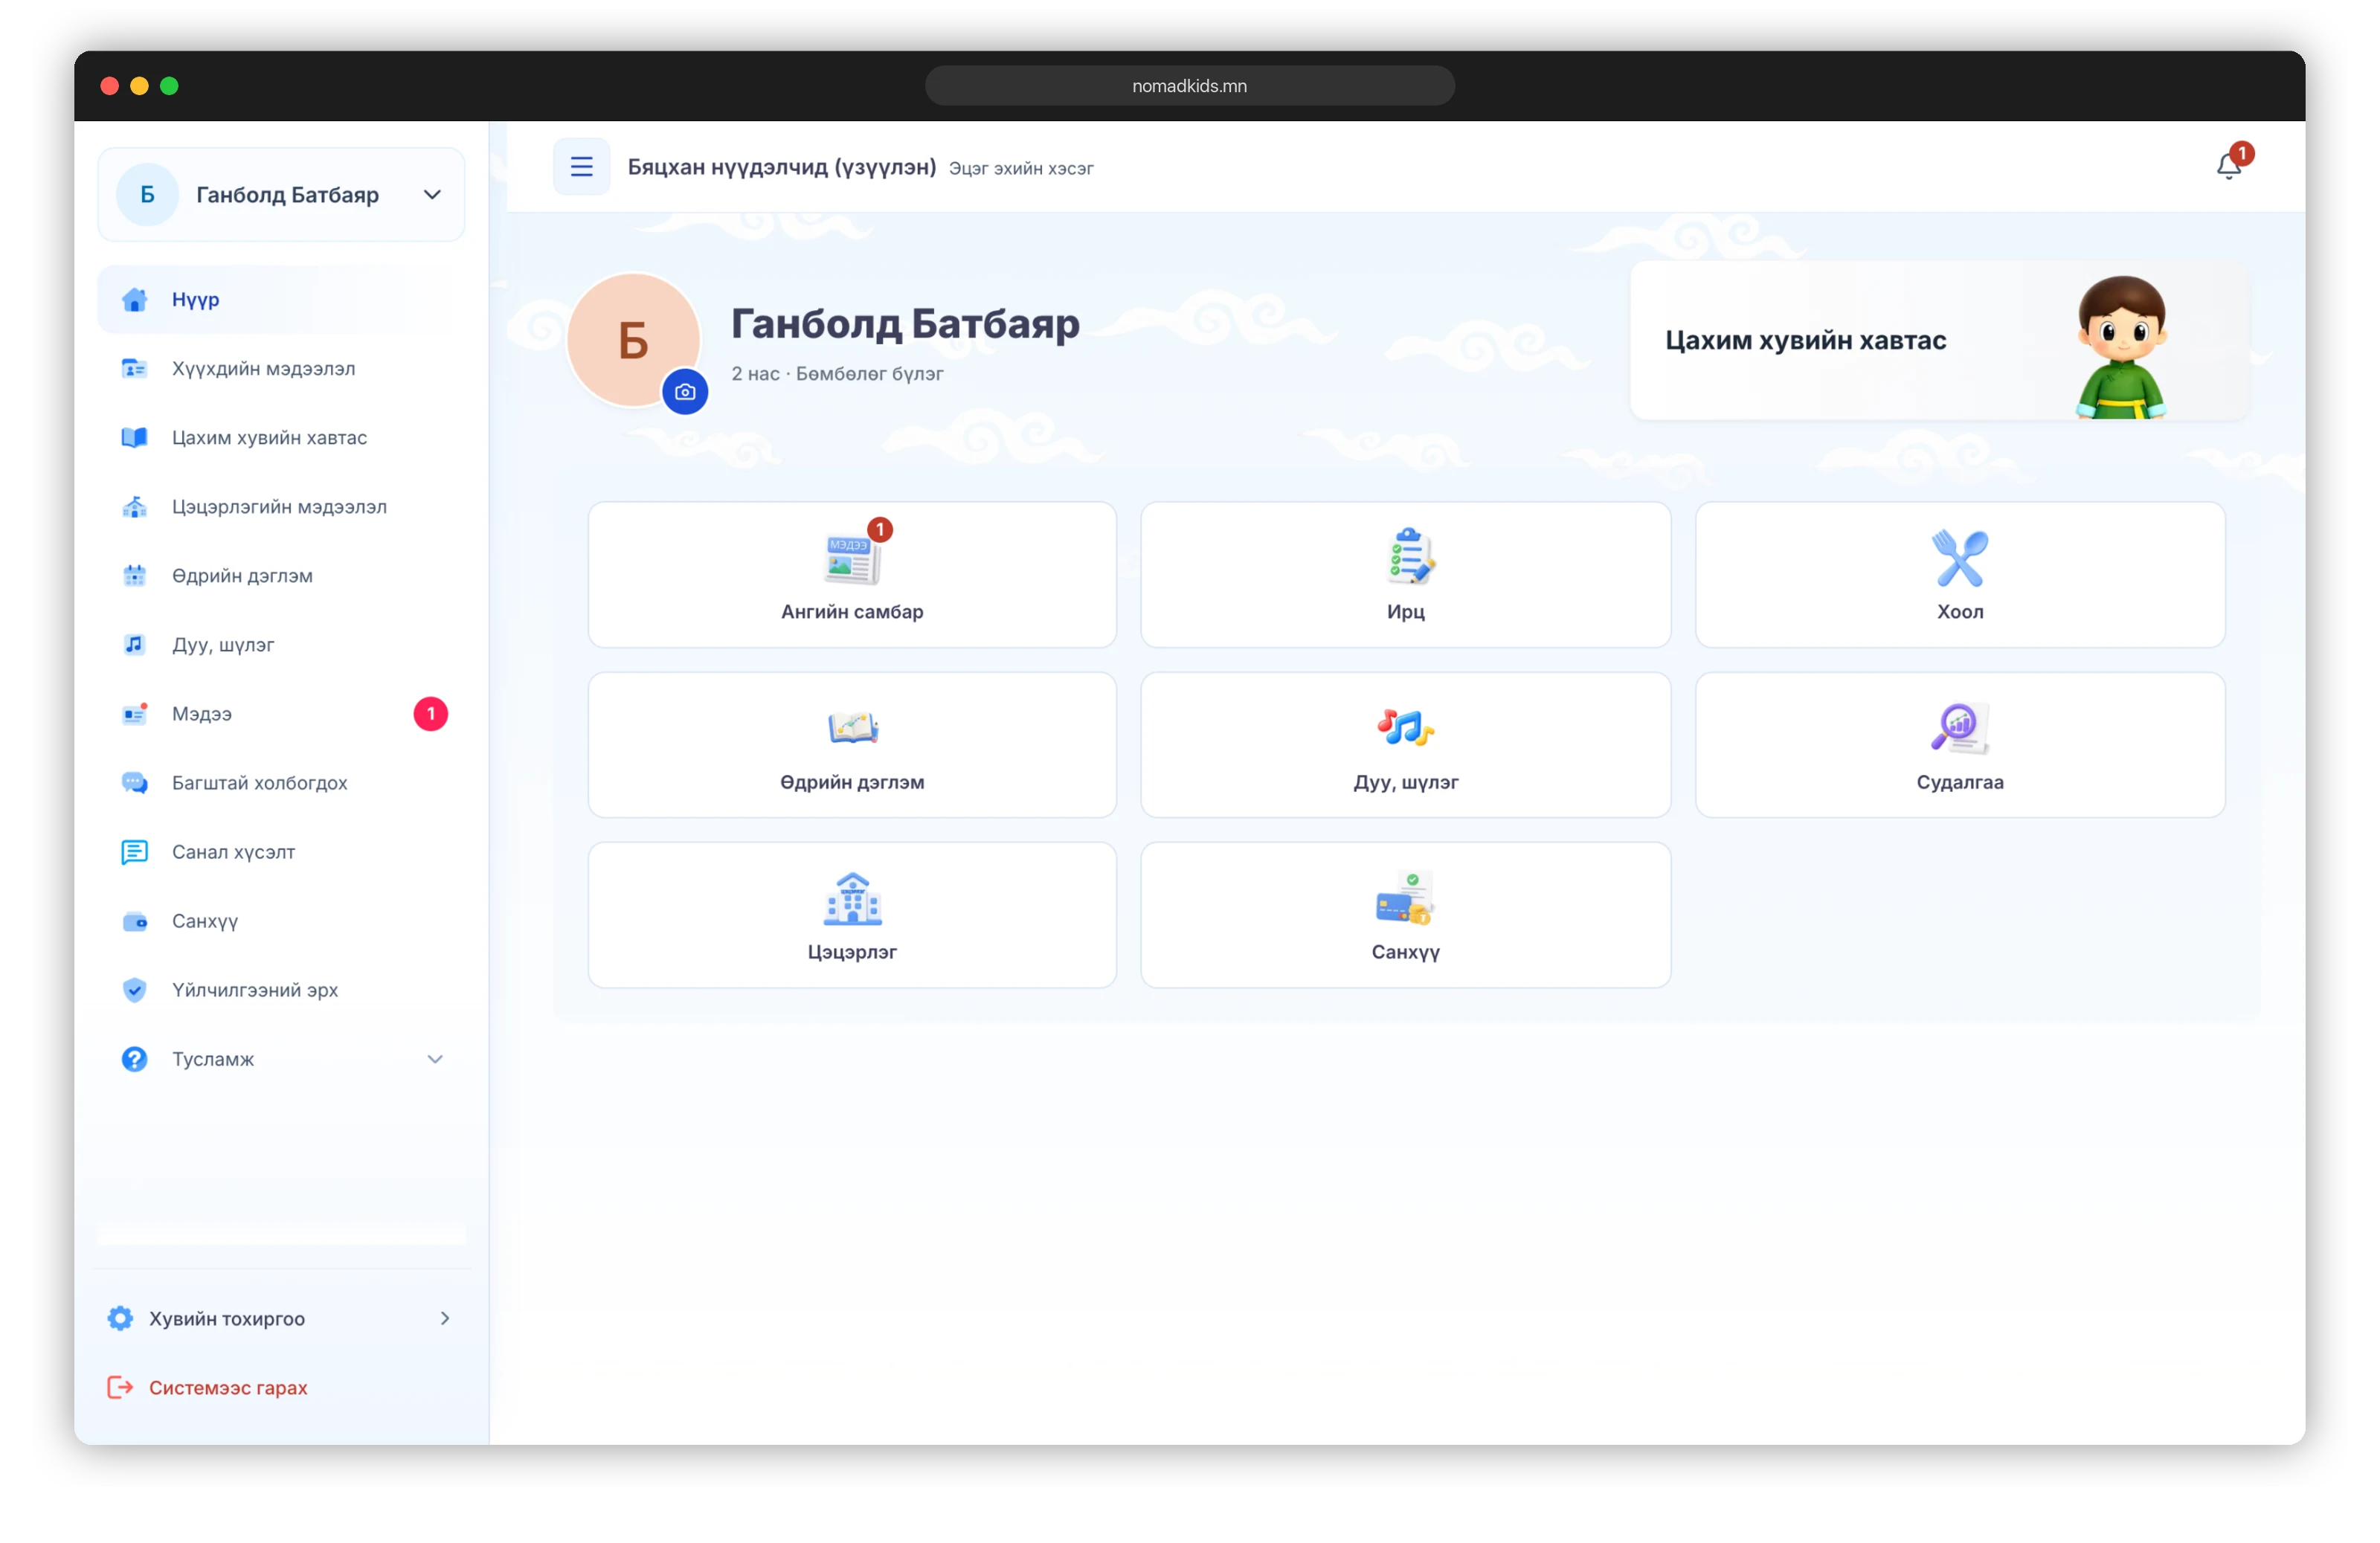 nomadkids.mn
Б
Ганболд Батбаяр
Нүүр
Хүүхдийн мэдээлэл
Цахим хувийн хавтас
Цэцэрлэгийн мэдээлэл
Өдрийн дэглэм
Дуу, шүлэг
Мэдээ 1
Багштай холбогдох
Санал хүсэлт
Санхүү
Үйлчилгээний эрх
Тусламж
Хувийн тохиргоо
Системээс гарах
Бяцхан нүүдэлчид (үзүүлэн) Эцэг эхийн хэсэг
1
Б
Ганболд Батбаяр
2 нас · Бөмбөлөг бүлэг
Цахим хувийн хавтас
1
МЭДЭЭ
Ангийн самбар
Ирц
Хоол
Өдрийн дэглэм
Дуу, шүлэг
Судалгаа
Цэцэрлэг
Санхүү